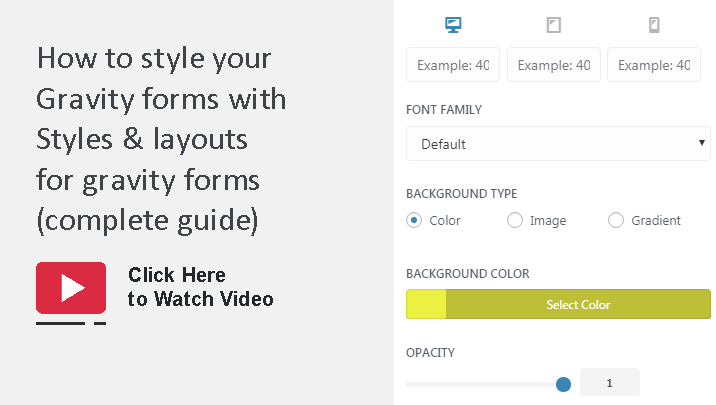 How to style your
Gravity forms with
Styles & layouts
for gravity forms
(complete guide)
Click Here
to Watch Video
Example: 40 Example: 40 Example: 40
FONT FAMILY
Default
BACKGROUND TYPE
Color Image Gradient
BACKGROUND COLOR
Select Color
OPACITY
1